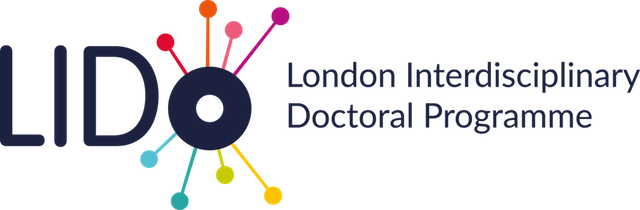 LIDO
London Interdisciplinary
Doctoral Programme